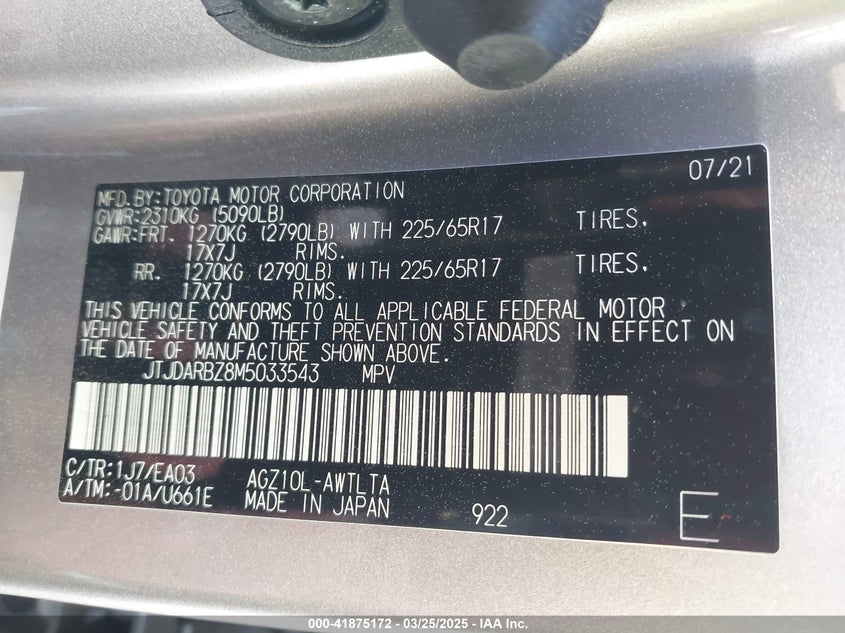 07/21
MFD.BY:TOYOTA MOTOR CORPORATION
GVWR:2310KG (5090LB)
GAWR:FRT. 1270KG (2790LB) WITH 225/65R17 TIRES.
17X7J RIMS.
RR. 1270KG (2790LB) WITH 225/65R17 TIRES.
17X7J RIMS.
THIS VEHICLE CONFORMS TO ALL APPLICABLE FEDERAL MOTOR
VEHICLE SAFETY AND THEFT PREVENTION STANDARDS IN EFFECT ON
THE DATE OF MANUFACTURE SHOWN ABOVE.
JTJDARBZ8M5033543 MPV
C/TR:1J7/EA03 AGZ10L-AWTLTA
A/TM:-01A/U661E MADE IN JAPAN 922 E
000-41875172 - 03/25/2025 - IAA Inc.